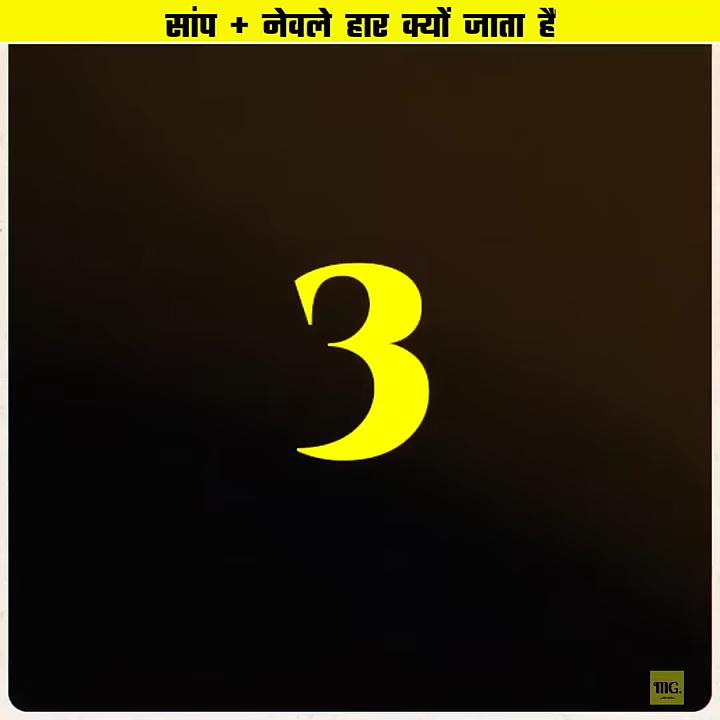 सांप + नेवले हार क्यों जाता है
3
MG.